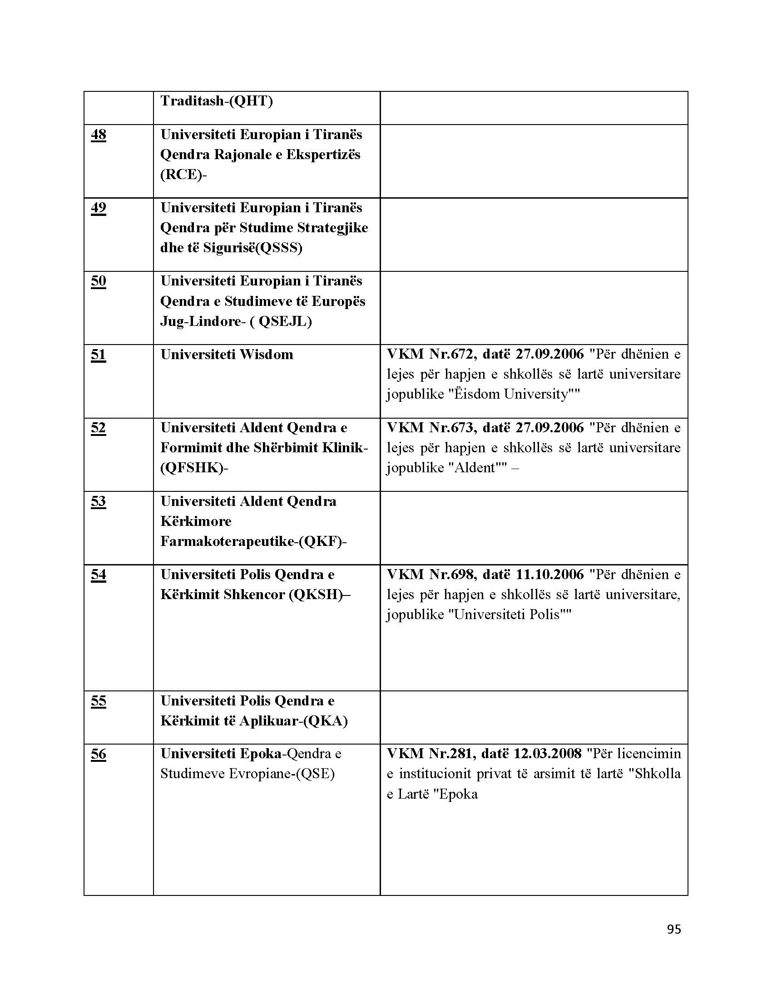 Traditash-(QHT)
48
Universiteti Europian i Tiranës
Qendra Rajonale e Ekspertizës
(RCE)-
49
Universiteti Europian i Tiranës
Qendra për Studime Strategjike
dhe të Sigurisë(QSSS)
50
Universiteti Europian i Tiranës
Qendra e Studimeve të Europës
Jug-Lindore- ( QSEJL)
51
Universiteti Wisdom
VKM Nr.672, datë 27.09.2006 "Për dhënien e
lejes për hapjen e shkollës së lartë universitare
jopublike "Ëisdom University""
52
Universiteti Aldent Qendra e
Formimit dhe Shërbimit Klinik-
(QFSHK)-
VKM Nr.673, datë 27.09.2006 "Për dhënien e
lejes për hapjen e shkollës së lartë universitare
jopublike "Aldent"" –
53
Universiteti Aldent Qendra
Kërkimore
Farmakoterapeutike-(QKF)-
54
Universiteti Polis Qendra e
Kërkimit Shkencor (QKSH)–
VKM Nr.698, datë 11.10.2006 "Për dhënien e
lejes për hapjen e shkollës së lartë universitare,
jopublike "Universiteti Polis""
55
Universiteti Polis Qendra e
Kërkimit të Aplikuar-(QKA)
56
Universiteti Epoka-Qendra e
Studimeve Evropiane-(QSE)
VKM Nr.281, datë 12.03.2008 "Për licencimin
e institucionit privat të arsimit të lartë "Shkolla
e Lartë "Epoka
95